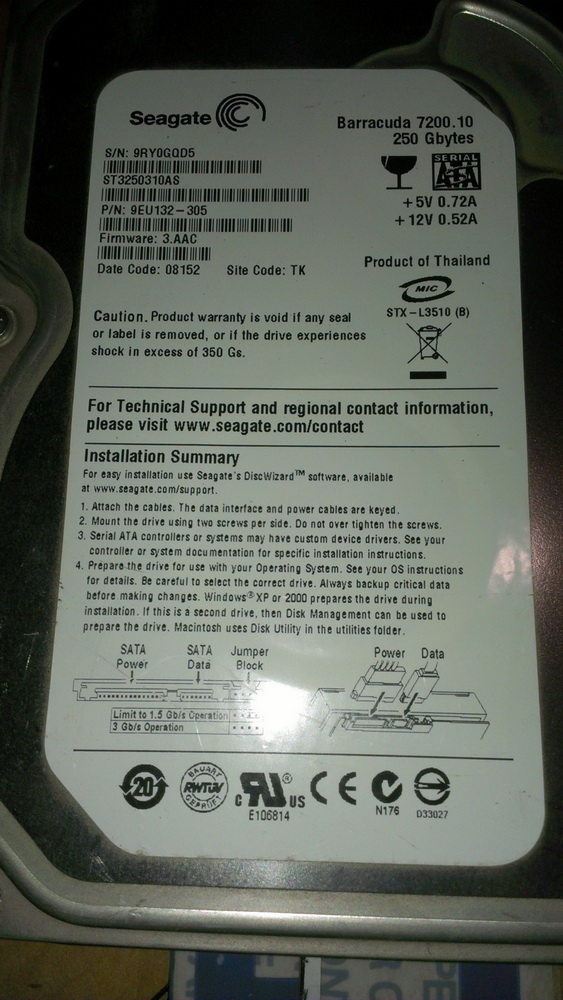 Seagate
Barracuda 7200.10
250 Gbytes
S/N: 9RY0GQD5
ST3250310AS
P/N: 9EU132-305
Firmware: 3.AAC
Date Code: 08152 Site Code: TK
SERIAL
ATA
+5V 0.72A
+12V 0.52A
Product of Thailand
MIC
STX-L3510 (B)
Caution. Product warranty is void if any seal
or label is removed, or if the drive experiences
shock in excess of 350 Gs.
For Technical Support and regional contact information,
please visit www.seagate.com/contact
Installation Summary
For easy installation use Seagate's DiscWizard™ software, available
at www.seagate.com/support.
1. Attach the cables. The data interface and power cables are keyed.
2. Mount the drive using two screws per side. Do not over tighten the screws.
3. Serial ATA controllers or systems may have custom device drivers. See your
controller or system documentation for specific installation instructions.
4. Prepare the drive for use with your Operating System. See your OS instructions
for details. Be careful to select the correct drive. Always backup critical data
before making changes. Windows® XP or 2000 prepares the drive during
installation. If this is a second drive, then Disk Management can be used to
prepare the drive. Macintosh uses Disk Utility in the utilities folder.
SATA Power
SATA Data
Jumper Block
Power Data
Limit to 1.5 Gb/s Operation
3 Gb/s Operation
20
BAUART
RWTÜV
GEPRÜFT
c RU® US
E106814
CE
N176
D33027